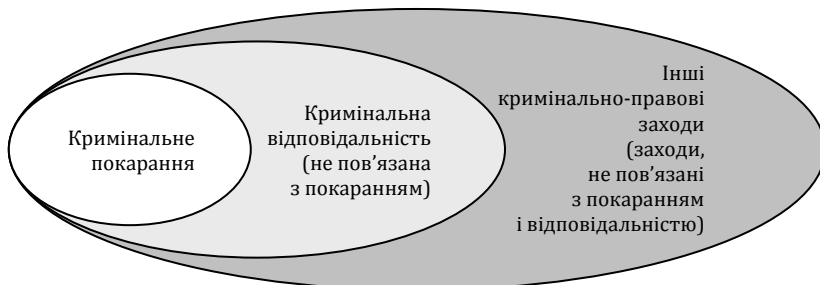 Кримінальне
покарання
Кримінальна
відповідальність
(не пов’язана
з покаранням)
Інші
кримінально-правові
заходи
(заходи,
не пов’язані
з покаранням
і відповідальністю)